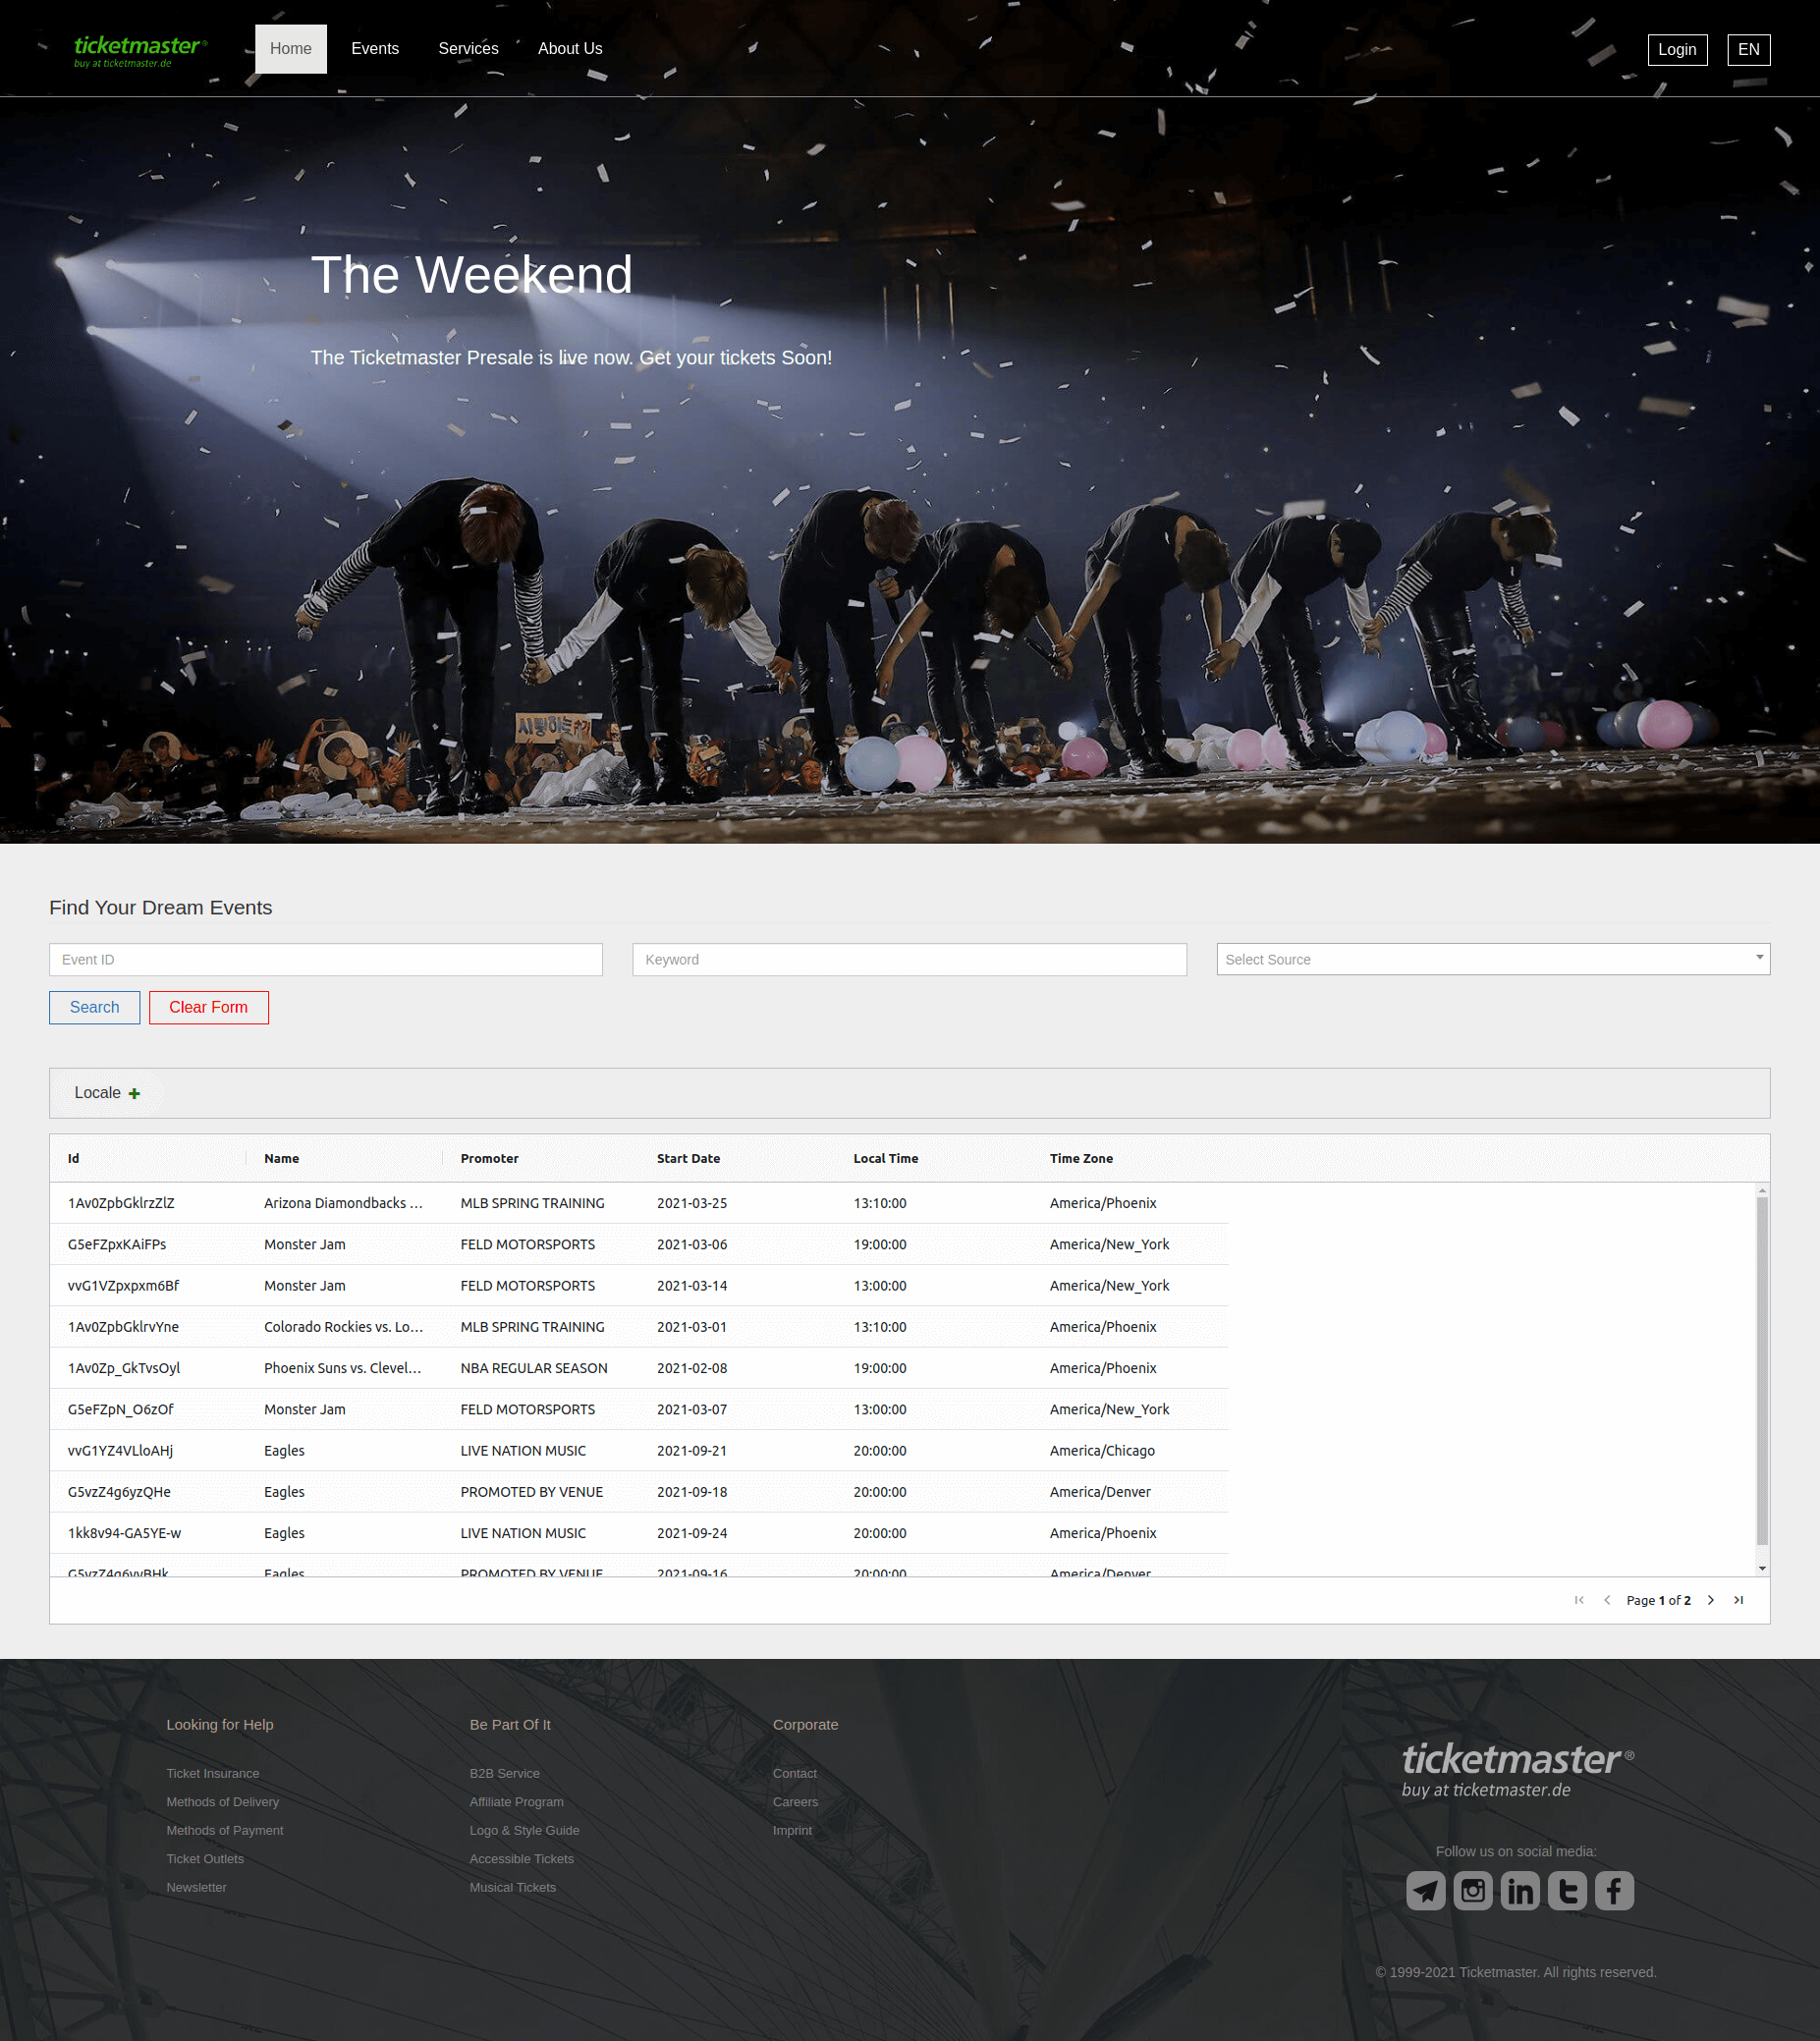 ticketmaster®
buy at ticketmaster.de
Home
Events
Services
About Us
Login
EN
The Weekend
The Ticketmaster Presale is live now. Get your tickets Soon!
Find Your Dream Events
Event ID
Keyword
Select Source
Search
Clear Form
Locale
Id Name Promoter Start Date Local Time Time Zone
1Av0ZpbGklrzZlZ Arizona Diamondbacks ... MLB SPRING TRAINING 2021-03-25 13:10:00 America/Phoenix
G5eFZpxKAiFPs Monster Jam FELD MOTORSPORTS 2021-03-06 19:00:00 America/New_York
vvG1VZpxpxm6Bf Monster Jam FELD MOTORSPORTS 2021-03-14 13:00:00 America/New_York
1Av0ZpbGklrvYne Colorado Rockies vs. Lo... MLB SPRING TRAINING 2021-03-01 13:10:00 America/Phoenix
1Av0Zp_GkTvsOyl Phoenix Suns vs. Clevel... NBA REGULAR SEASON 2021-02-08 19:00:00 America/Phoenix
G5eFZpN_O6zOf Monster Jam FELD MOTORSPORTS 2021-03-07 13:00:00 America/New_York
vvG1YZ4VLloAHj Eagles LIVE NATION MUSIC 2021-09-21 20:00:00 America/Chicago
G5vzZ4g6yzQHe Eagles PROMOTED BY VENUE 2021-09-18 20:00:00 America/Denver
1kk8v94-GA5YE-w Eagles LIVE NATION MUSIC 2021-09-24 20:00:00 America/Phoenix
Eagles PROMOTED BY VENUE 2021-09-16 20:00:00 America/Denver
Page 1 of 2
Looking for Help
Ticket Insurance
Methods of Delivery
Methods of Payment
Ticket Outlets
Newsletter
Be Part Of It
B2B Service
Affiliate Program
Logo & Style Guide
Accessible Tickets
Musical Tickets
Corporate
Contact
Careers
Imprint
ticketmaster®
buy at ticketmaster.de
Follow us on social media:
© 1999-2021 Ticketmaster. All rights reserved.